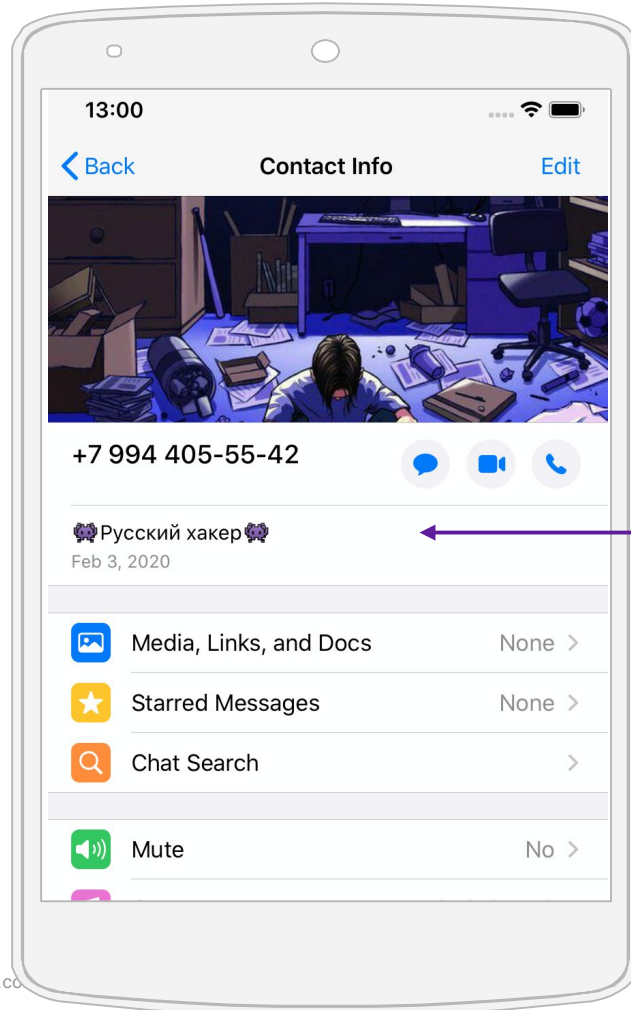 13:00
Back Contact Info Edit
+7 994 405-55-42
👾Русский хакер👾
Feb 3, 2020
Media, Links, and Docs None
Starred Messages None
Chat Search
Mute No